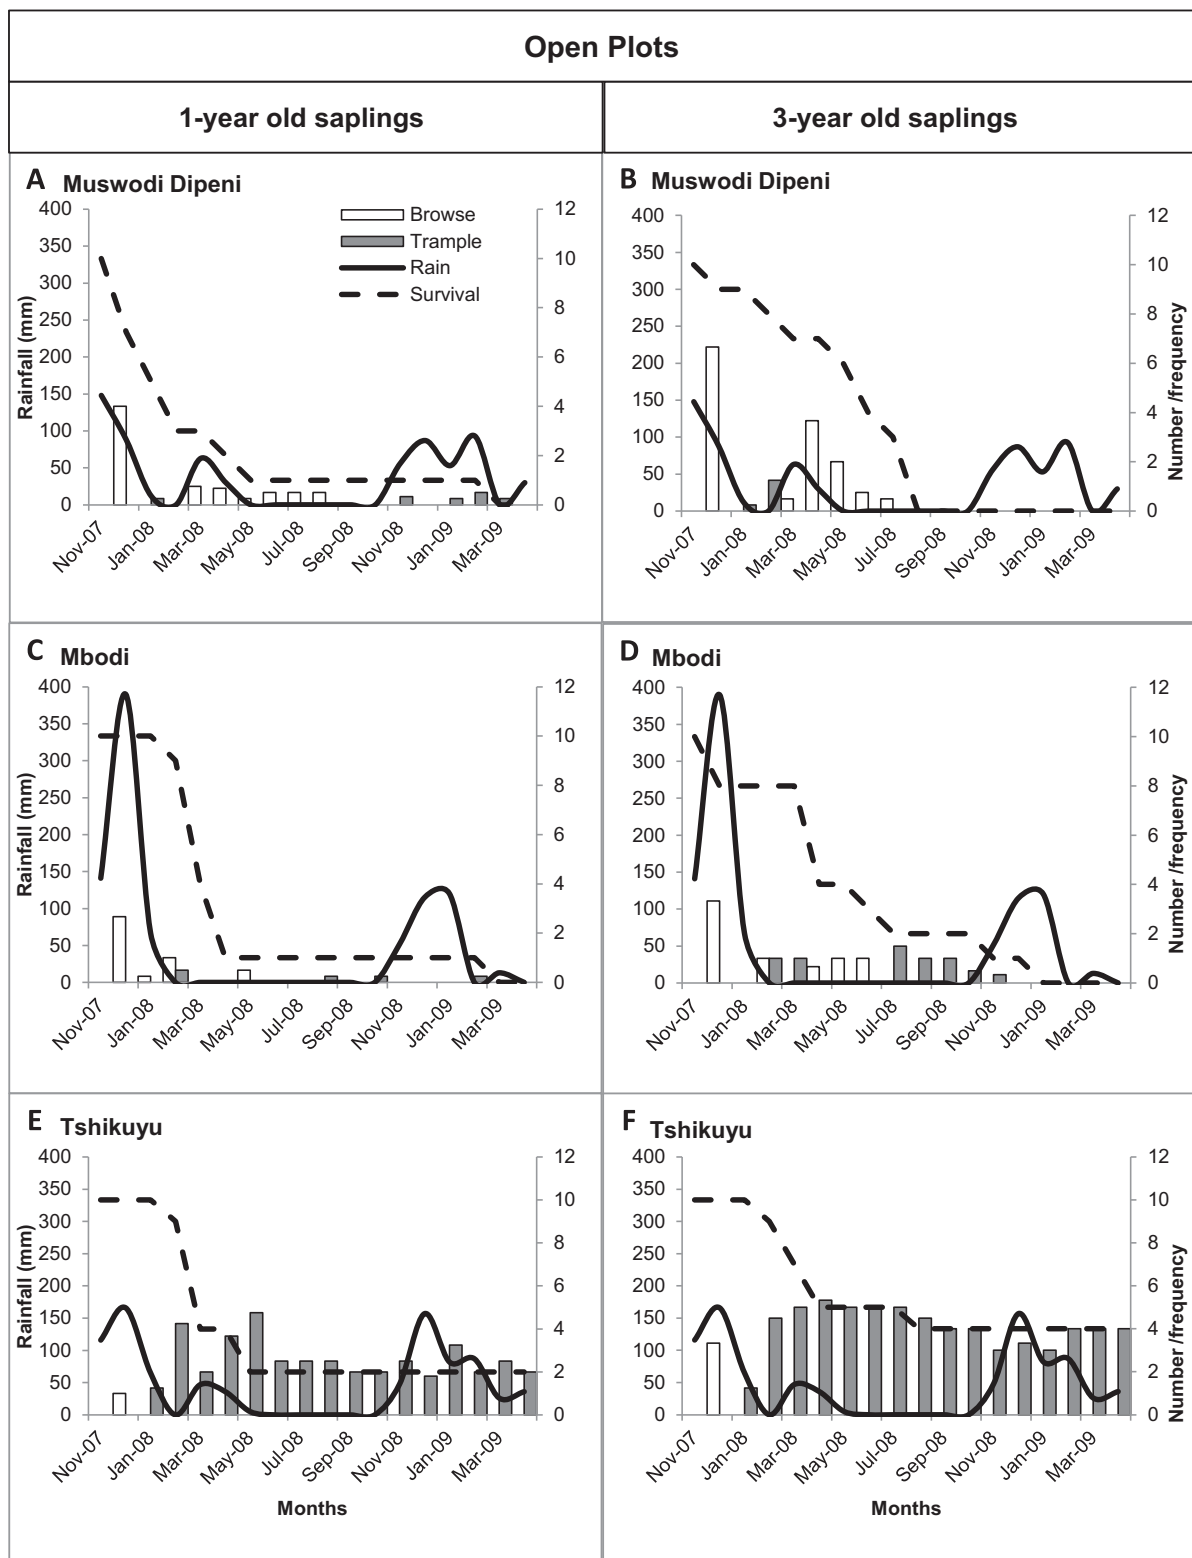 Open Plots
1-year old saplings
3-year old saplings
A Muswodi Dipeni
400
350
300
250
200
150
100
50
0
Rainfall (mm)
12
10
8
6
4
2
0
Browse
Trample
Rain
Survival
Nov-07
Jan-08
Mar-08
May-08
Jul-08
Sep-08
Nov-08
Jan-09
Mar-09
B Muswodi Dipeni
400
350
300
250
200
150
100
50
0
12
10
8
6
4
2
0
Number /frequency
Nov-07
Jan-08
Mar-08
May-08
Jul-08
Sep-08
Nov-08
Jan-09
Mar-09
C Mbodi
400
350
300
250
200
150
100
50
0
Rainfall (mm)
12
10
8
6
4
2
0
Nov-07
Jan-08
Mar-08
May-08
Jul-08
Sep-08
Nov-08
Jan-09
Mar-09
D Mbodi
400
350
300
250
200
150
100
50
0
12
10
8
6
4
2
0
Number /frequency
Nov-07
Jan-08
Mar-08
May-08
Jul-08
Sep-08
Nov-08
Jan-09
Mar-09
E Tshikuyu
400
350
300
250
200
150
100
50
0
Rainfall (mm)
12
10
8
6
4
2
0
Nov-07
Jan-08
Mar-08
May-08
Jul-08
Sep-08
Nov-08
Jan-09
Mar-09
Months
F Tshikuyu
400
350
300
250
200
150
100
50
0
12
10
8
6
4
2
0
Number /frequency
Nov-07
Jan-08
Mar-08
May-08
Jul-08
Sep-08
Nov-08
Jan-09
Mar-09
Months